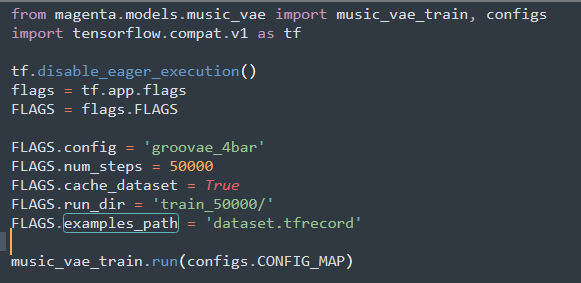 from magenta.models.music_vae import music_vae_train, configs
import tensorflow.compat.v1 as tf
tf.disable_eager_execution()
flags = tf.app.flags
FLAGS = flags.FLAGS
FLAGS.config = 'groovae_4bar'
FLAGS.num_steps = 50000
FLAGS.cache_dataset = True
FLAGS.run_dir = 'train_50000/'
FLAGS.examples_path = 'dataset.tfrecord'
music_vae_train.run(configs.CONFIG_MAP)